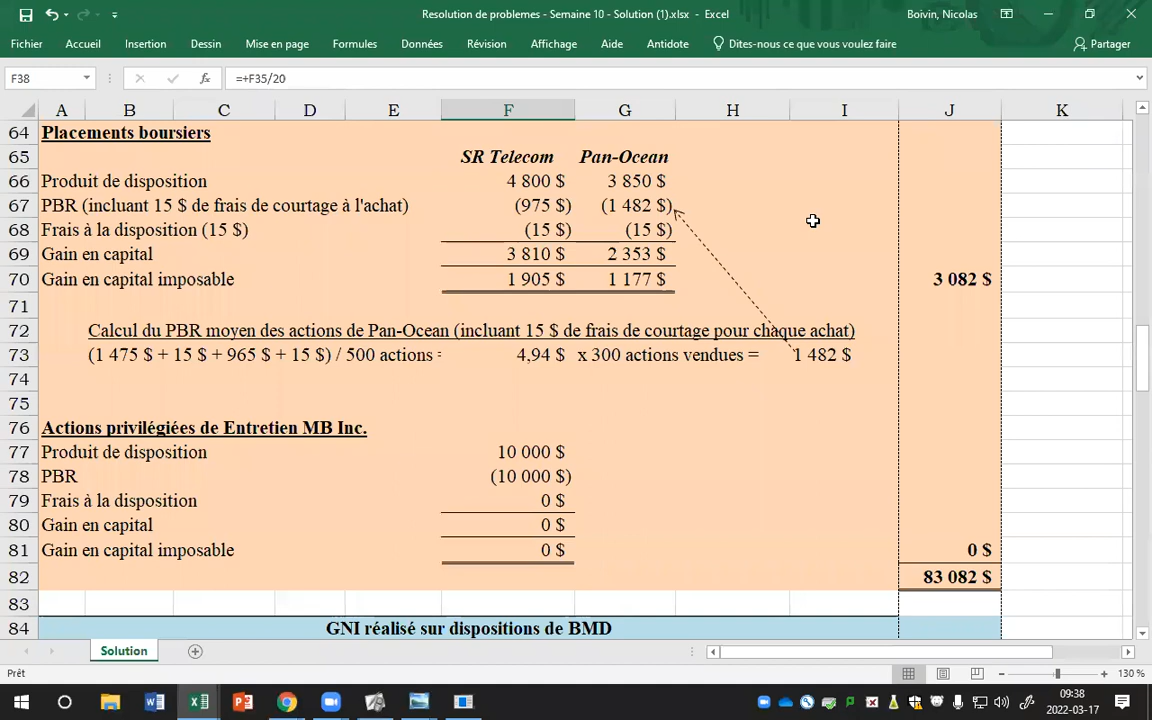 Resolution de problemes - Semaine 10 - Solution (1).xlsx - Excel
Boivin, Nicolas
Fichier Accueil Insertion Dessin Mise en page Formules Données Révision Affichage Aide Antidote Dites-nous ce que vous voulez faire Partager
F38 fx =+F35/20
A B C D E F G H I J K
64 Placements boursiers
65 SR Telecom Pan-Ocean
66 Produit de disposition 4 800 $ 3 850 $
67 PBR (incluant 15 $ de frais de courtage à l'achat) (975 $) (1 482 $)
68 Frais à la disposition (15 $) (15 $) (15 $)
69 Gain en capital 3 810 $ 2 353 $
70 Gain en capital imposable 1 905 $ 1 177 $ 3 082 $
71
72 Calcul du PBR moyen des actions de Pan-Ocean (incluant 15 $ de frais de courtage pour chaque achat)
73 (1 475 $ + 15 $ + 965 $ + 15 $) / 500 actions = 4,94 $ x 300 actions vendues = 1 482 $
74
75
76 Actions privilégiées de Entretien MB Inc.
77 Produit de disposition 10 000 $
78 PBR (10 000 $)
79 Frais à la disposition 0 $
80 Gain en capital 0 $
81 Gain en capital imposable 0 $ 0 $
82 83 082 $
83
84 GNI réalisé sur dispositions de BMD
Solution
Prêt 130 %
09:38
2022-03-17